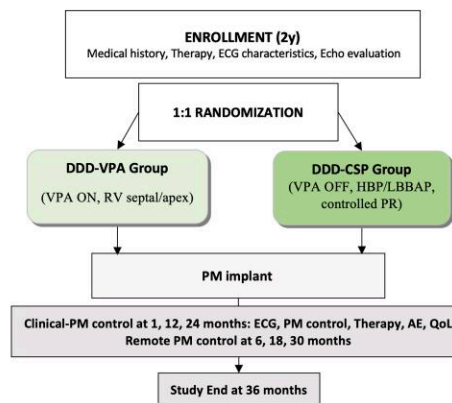 ENROLLMENT (2y)
Medical history, Therapy, ECG characteristics, Echo evaluation
1:1 RANDOMIZATION
DDD-VPA Group
(VPA ON, RV septal/apex)
DDD-CSP Group
(VPA OFF, HBP/LBBAP,
controlled PR)
PM implant
Clinical-PM control at 1, 12, 24 months: ECG, PM control, Therapy, AE, QoL
Remote PM control at 6, 18, 30 months
Study End at 36 months